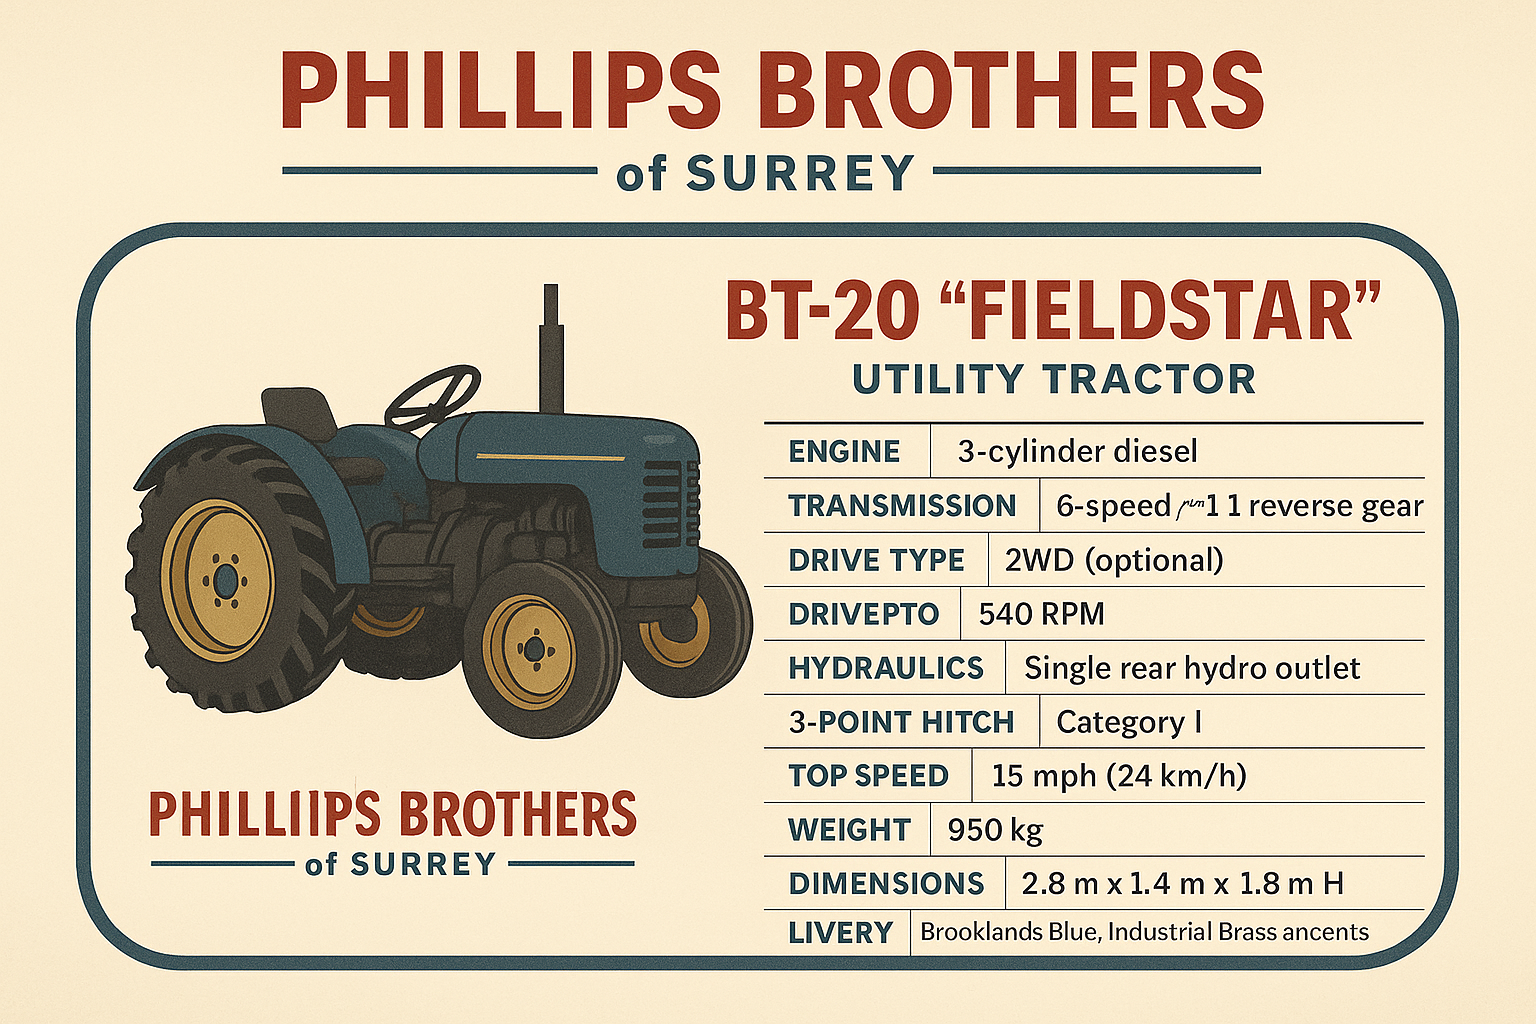 PHILLIPS BROTHERS
of SURREY
BT-20 “FIELDSTAR”
UTILITY TRACTOR
ENGINE 3-cylinder diesel
TRANSMISSION 6-speed 1 1 reverse gear
DRIVE TYPE 2WD (optional)
DRIVEPTO 540 RPM
HYDRAULICS Single rear hydro outlet
3-POINT HITCH Category I
TOP SPEED 15 mph (24 km/h)
WEIGHT 950 kg
DIMENSIONS 2.8 m x 1.4 m x 1.8 m H
LIVERY Brooklands Blue, Industrial Brass ancents
PHILLIIPS BROTHERS
of SURREY